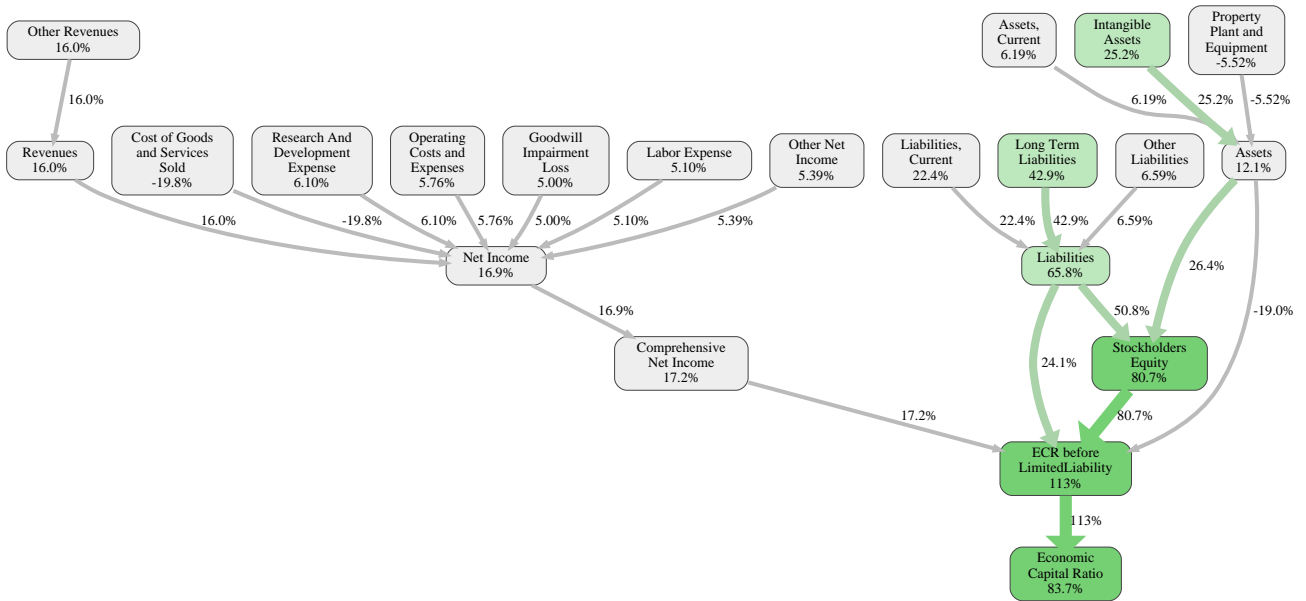 Other Revenues
16.0%
Assets,
Current
6.19%
Intangible
Assets
25.2%
Property
Plant and
Equipment
-5.52%
16.0%
6.19%
25.2%
-5.52%
Revenues
16.0%
Cost of Goods
and Services
Sold
-19.8%
Research And
Development
Expense
6.10%
Operating
Costs and
Expenses
5.76%
Goodwill
Impairment
Loss
5.00%
Labor Expense
5.10%
Other Net
Income
5.39%
Liabilities,
Current
22.4%
Long Term
Liabilities
42.9%
Other
Liabilities
6.59%
Assets
12.1%
16.0%
-19.8%
6.10%
5.76%
5.00%
5.10%
5.39%
22.4%
42.9%
6.59%
Net Income
16.9%
Liabilities
65.8%
26.4%
16.9%
50.8%
-19.0%
Comprehensive
Net Income
17.2%
24.1%
Stockholders
Equity
80.7%
17.2%
80.7%
ECR before
LimitedLiability
113%
113%
Economic
Capital Ratio
83.7%